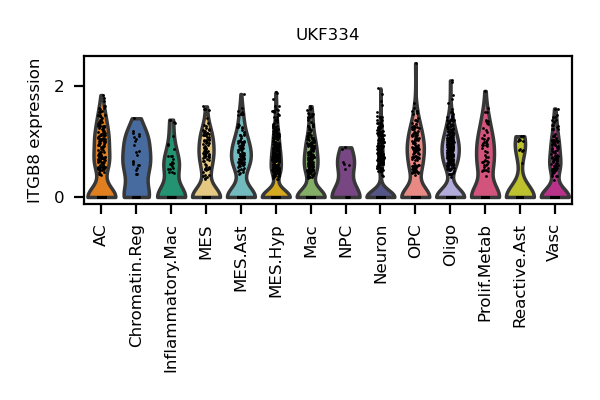 UKF334
ITGB8 expression
2
0
AC
Chromatin.Reg
Inflammatory.Mac
MES
MES.Ast
MES.Hyp
Mac
NPC
Neuron
OPC
Oligo
Prolif.Metab
Reactive.Ast
Vasc